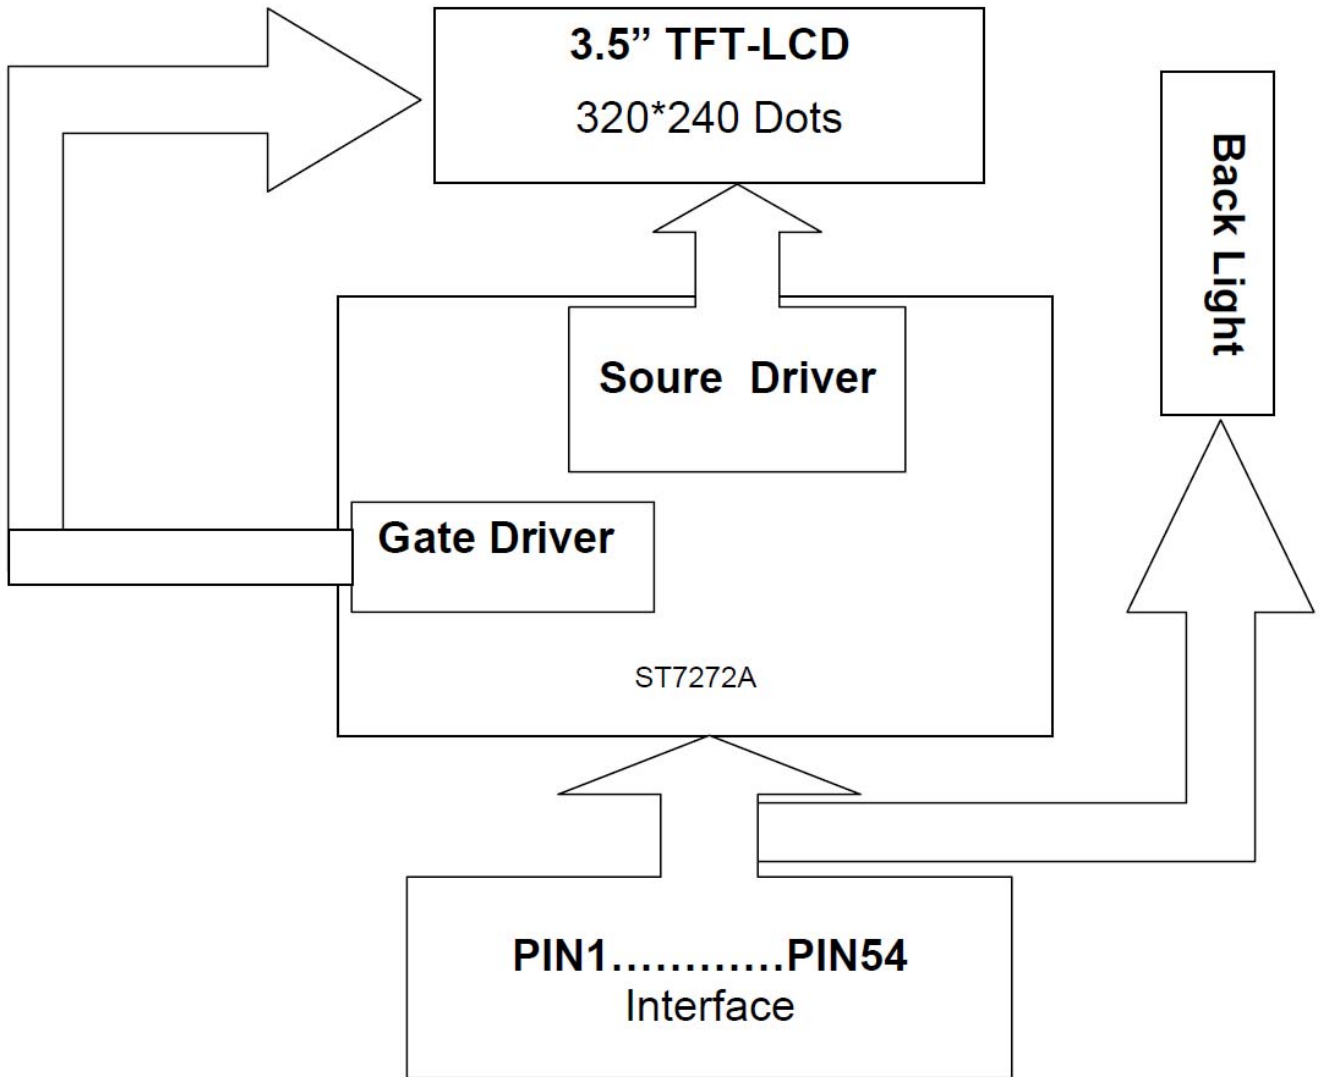 3.5” TFT-LCD
320*240 Dots
Back Light
Soure Driver
Gate Driver
ST7272A
PIN1…………PIN54
Interface